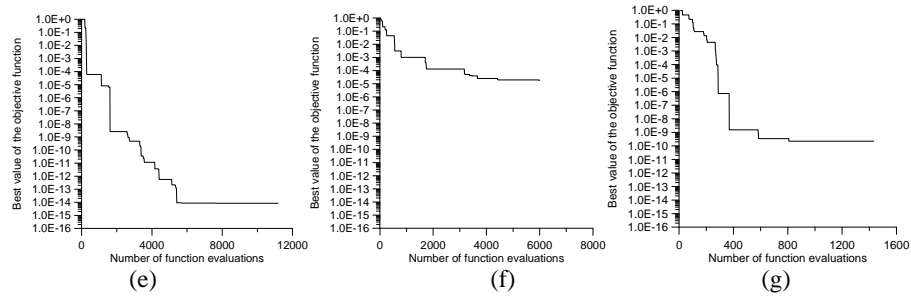 Best value of the objective function
1.0E+0
1.0E-1
1.0E-2
1.0E-3
1.0E-4
1.0E-5
1.0E-6
1.0E-7
1.0E-8
1.0E-9
1.0E-10
1.0E-11
1.0E-12
1.0E-13
1.0E-14
1.0E-15
1.0E-16
0 4000 8000 12000
Number of function evaluations
(e)
Best value of the objective function
1.0E+0
1.0E-1
1.0E-2
1.0E-3
1.0E-4
1.0E-5
1.0E-6
1.0E-7
1.0E-8
1.0E-9
1.0E-10
1.0E-11
1.0E-12
1.0E-13
1.0E-14
1.0E-15
1.0E-16
0 2000 4000 6000 8000
Number of function evaluations
(f)
Best value of the objective function
1.0E+0
1.0E-1
1.0E-2
1.0E-3
1.0E-4
1.0E-5
1.0E-6
1.0E-7
1.0E-8
1.0E-9
1.0E-10
1.0E-11
1.0E-12
1.0E-13
1.0E-14
1.0E-15
1.0E-16
0 400 800 1200 1600
Number of function evaluations
(g)